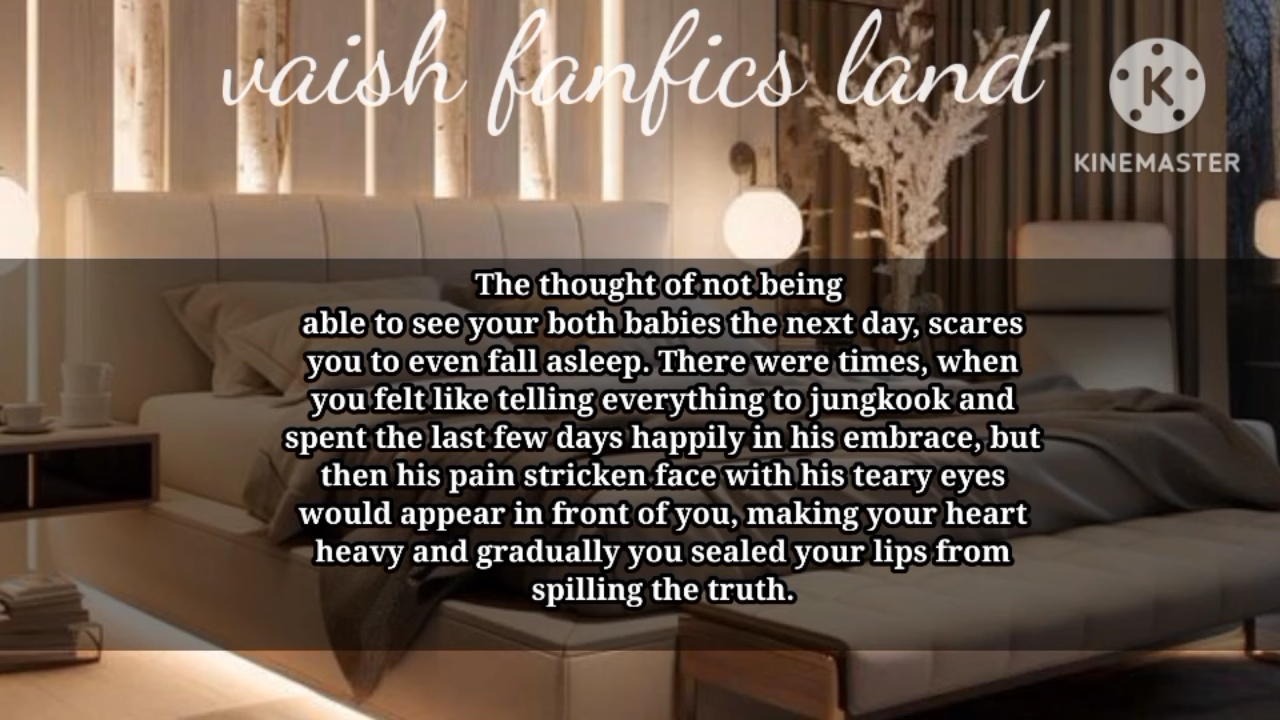 vaish fanfics land
K
KINEMASTER
The thought of not being
able to see your both babies the next day, scares
you to even fall asleep. There were times, when
you felt like telling everything to jungkook and
spent the last few days happily in his embrace, but
then his pain stricken face with his teary eyes
would appear in front of you, making your heart
heavy and gradually you sealed your lips from
spilling the truth.